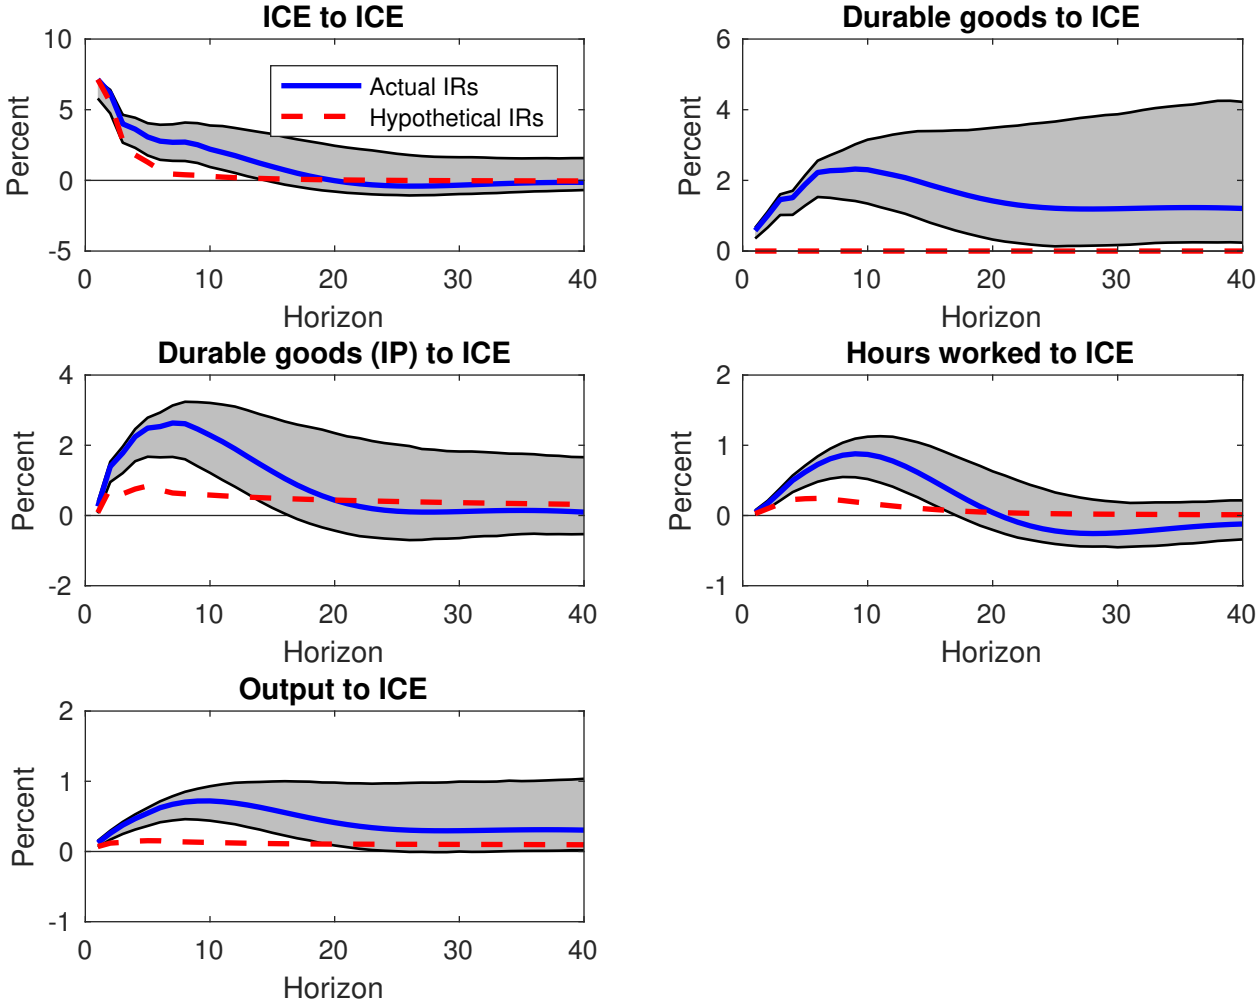 ICE to ICE
10
5
0
-5
Percent
0 10 20 30 40
Horizon
Actual IRs
Hypothetical IRs
Durable goods to ICE
6
4
2
0
Percent
0 10 20 30 40
Horizon
Durable goods (IP) to ICE
4
2
0
-2
Percent
0 10 20 30 40
Horizon
Hours worked to ICE
2
1
0
-1
Percent
0 10 20 30 40
Horizon
Output to ICE
2
1
0
-1
Percent
0 10 20 30 40
Horizon